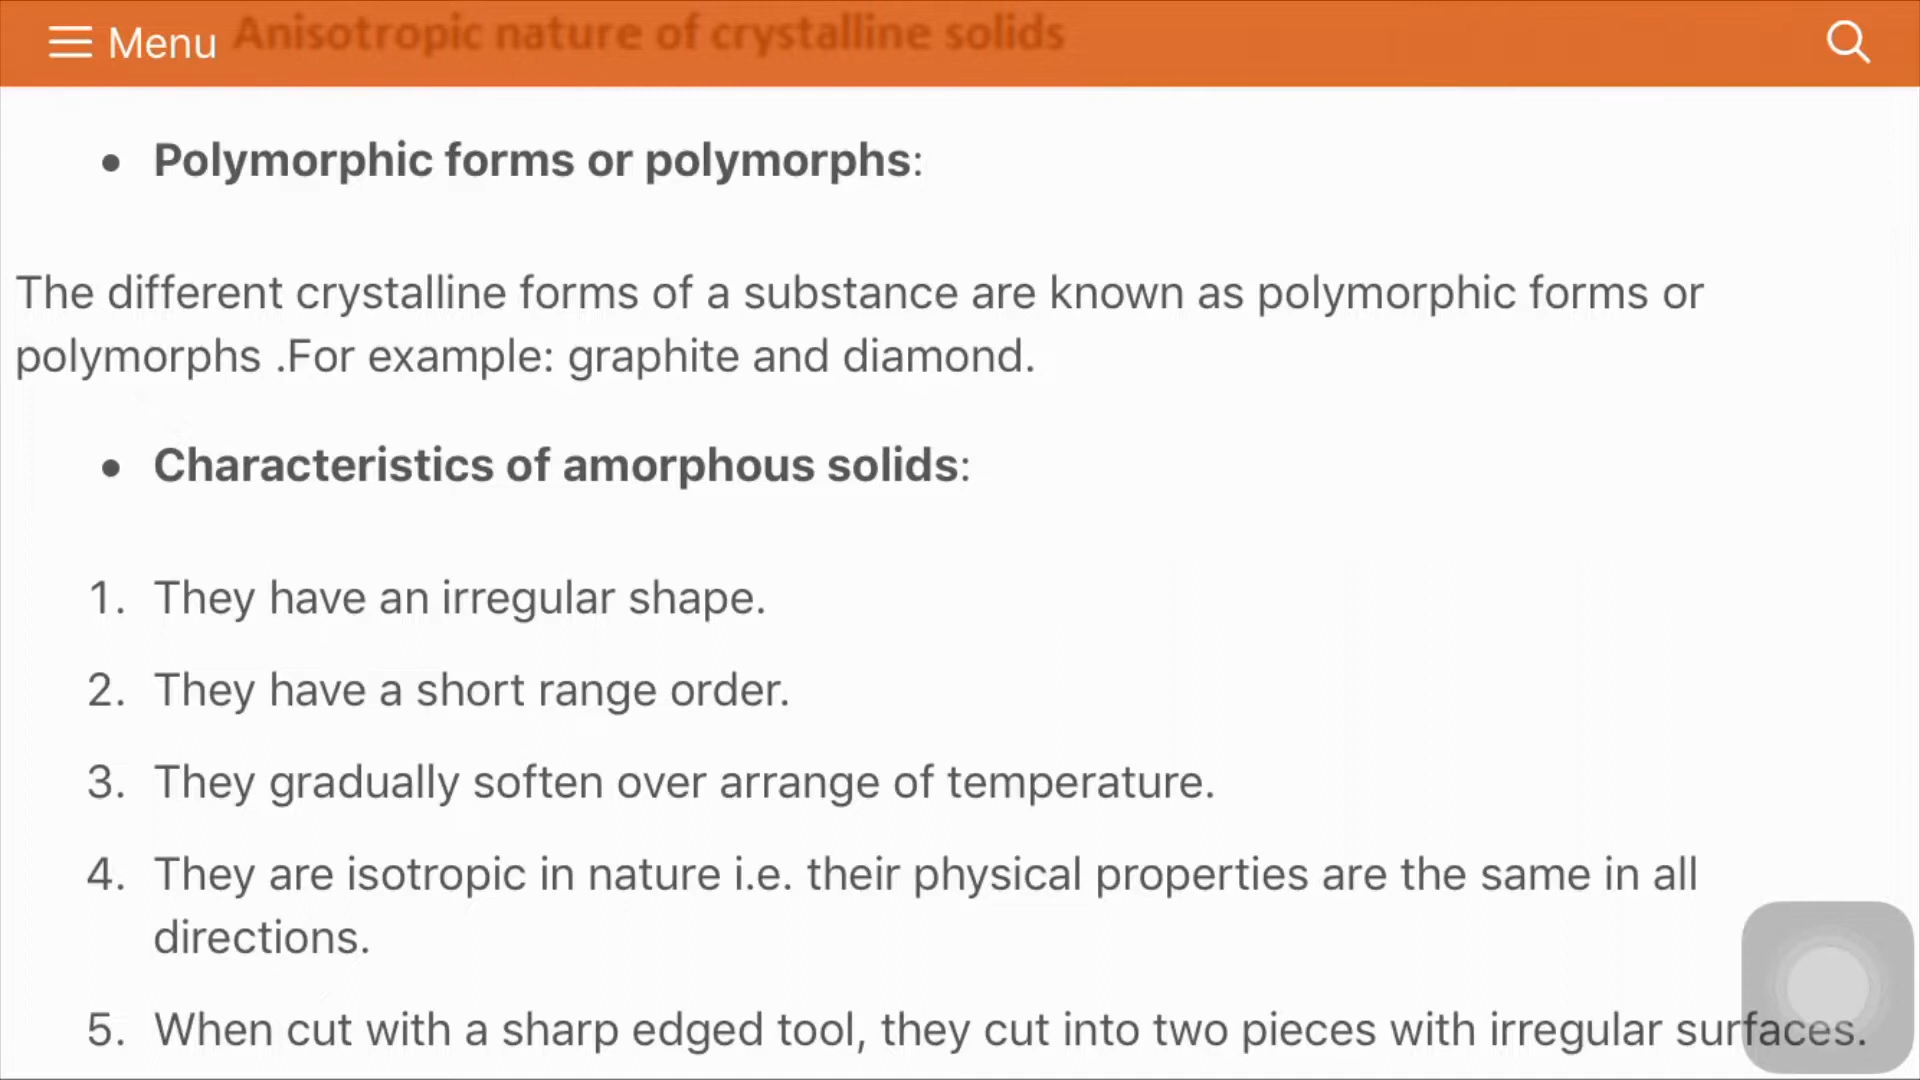 Menu
Anisotropic nature of crystalline solids
• Polymorphic forms or polymorphs:
The different crystalline forms of a substance are known as polymorphic forms or
polymorphs .For example: graphite and diamond.
• Characteristics of amorphous solids:
1. They have an irregular shape.
2. They have a short range order.
3. They gradually soften over arrange of temperature.
4. They are isotropic in nature i.e. their physical properties are the same in all
directions.
5. When cut with a sharp edged tool, they cut into two pieces with irregular surfaces.